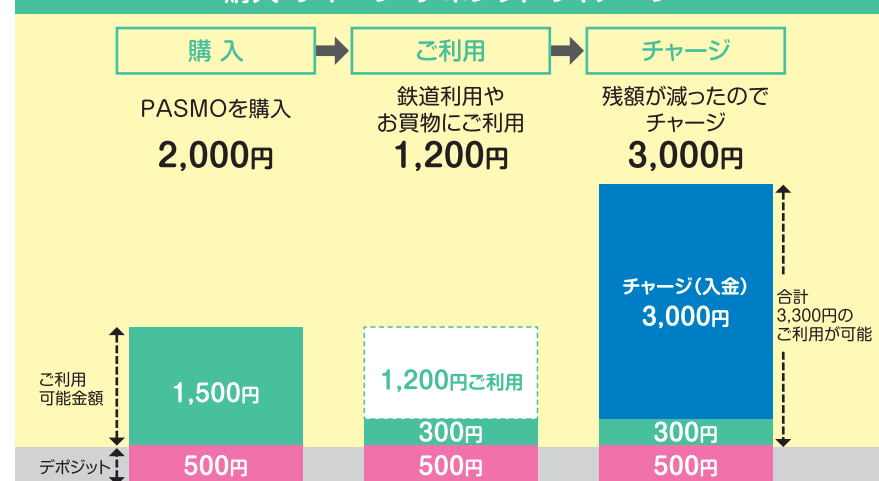 購入
ご利用
チャージ
PASMOを購入
2,000円
鉄道利用や
お買物にご利用
1,200円
残額が減ったので
チャージ
3,000円
チャージ(入金)
3,000円
合計
3,300円の
ご利用が可能
ご利用
可能金額
1,500円
1,200円ご利用
300円
300円
デポジット
500円
500円
500円